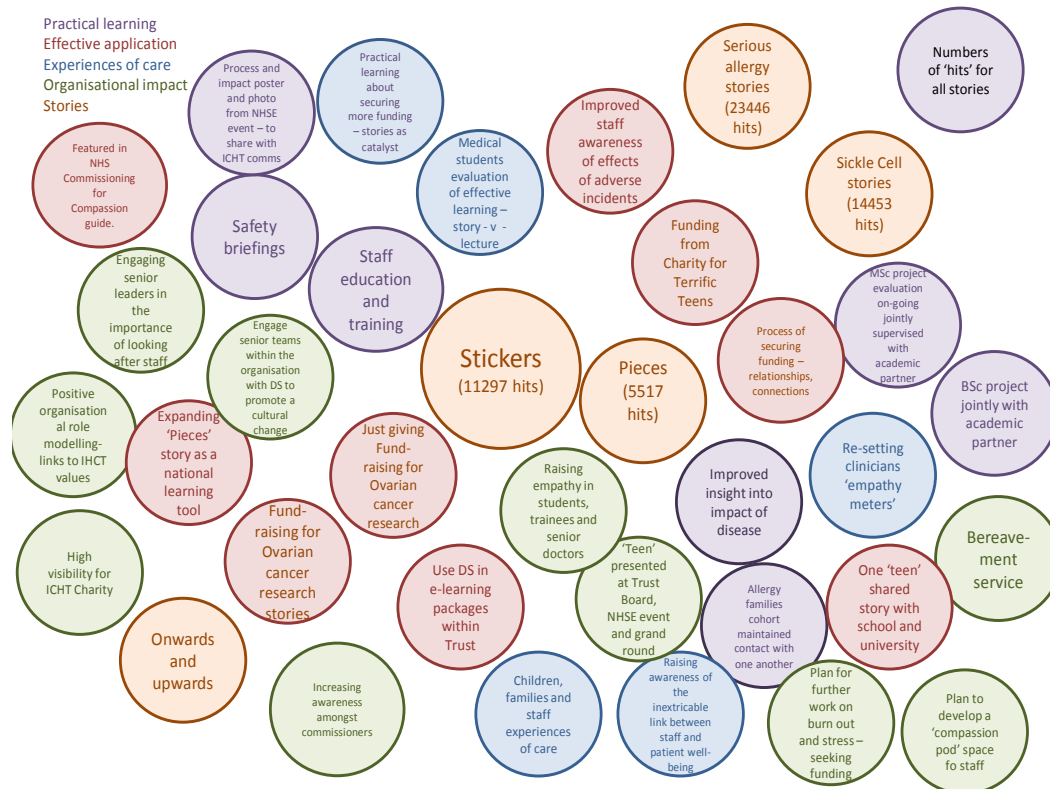 Practical learning
Effective application
Experiences of care
Organisational impact
Stories
Process and
impact poster
and photo
from NHSE
event – to
share with
ICHT comms
Practical
learning
about
securing
more funding
– stories as
catalyst
Serious
allergy
stories
(23446
hits)
Numbers
of ‘hits’ for
all stories
Featured in
NHS
Commissioning
for
Compassion
guide.
Safety
briefings
Medical
students
evaluation
of effective
learning –
story - v -
lecture
Improved
staff
awareness
of effects
of adverse
incidents
Sickle Cell
stories
(14453
hits)
Engaging
senior
leaders in
the
importance
of looking
after staff
Staff
education
and
training
Funding
from
Charity for
Terrific
Teens
MSc project
evaluation
on-going
jointly
supervised
with
academic
partner
Engage
senior teams
within the
organisation
with DS to
promote a
cultural
change
Stickers
(11297 hits)
Pieces
(5517
hits)
Process of
securing
funding –
relationships,
connections
BSc project
jointly with
academic
partner
Positive
organisation
al role
modelling-
links to IHCT
values
Expanding
‘Pieces’
story as a
national
learning
tool
Just giving
Fund-
raising for
Ovarian
cancer
research
Raising
empathy in
students,
trainees and
senior
doctors
Improved
insight into
impact of
disease
Re-setting
clinicians
‘empathy
meters’
High
visibility for
ICHT Charity
Fund-
raising for
Ovarian
cancer
research
stories
Use DS in
e-learning
packages
within
Trust
‘Teen’
presented
at Trust
Board,
NHSE event
and grand
round
Allergy
families
cohort
maintained
contact with
one another
One ‘teen’
shared
story with
school and
university
Bereave-
ment
service
Onwards
and
upwards
Increasing
awareness
amongst
commissioners
Children,
families and
staff
experiences
of care
Raising
awareness of
the
inextricable
link between
staff and
patient well-
being
Plan for
further
work on
burn out
and stress –
seeking
funding
Plan to
develop a
‘compassion
pod’ space
fo staff